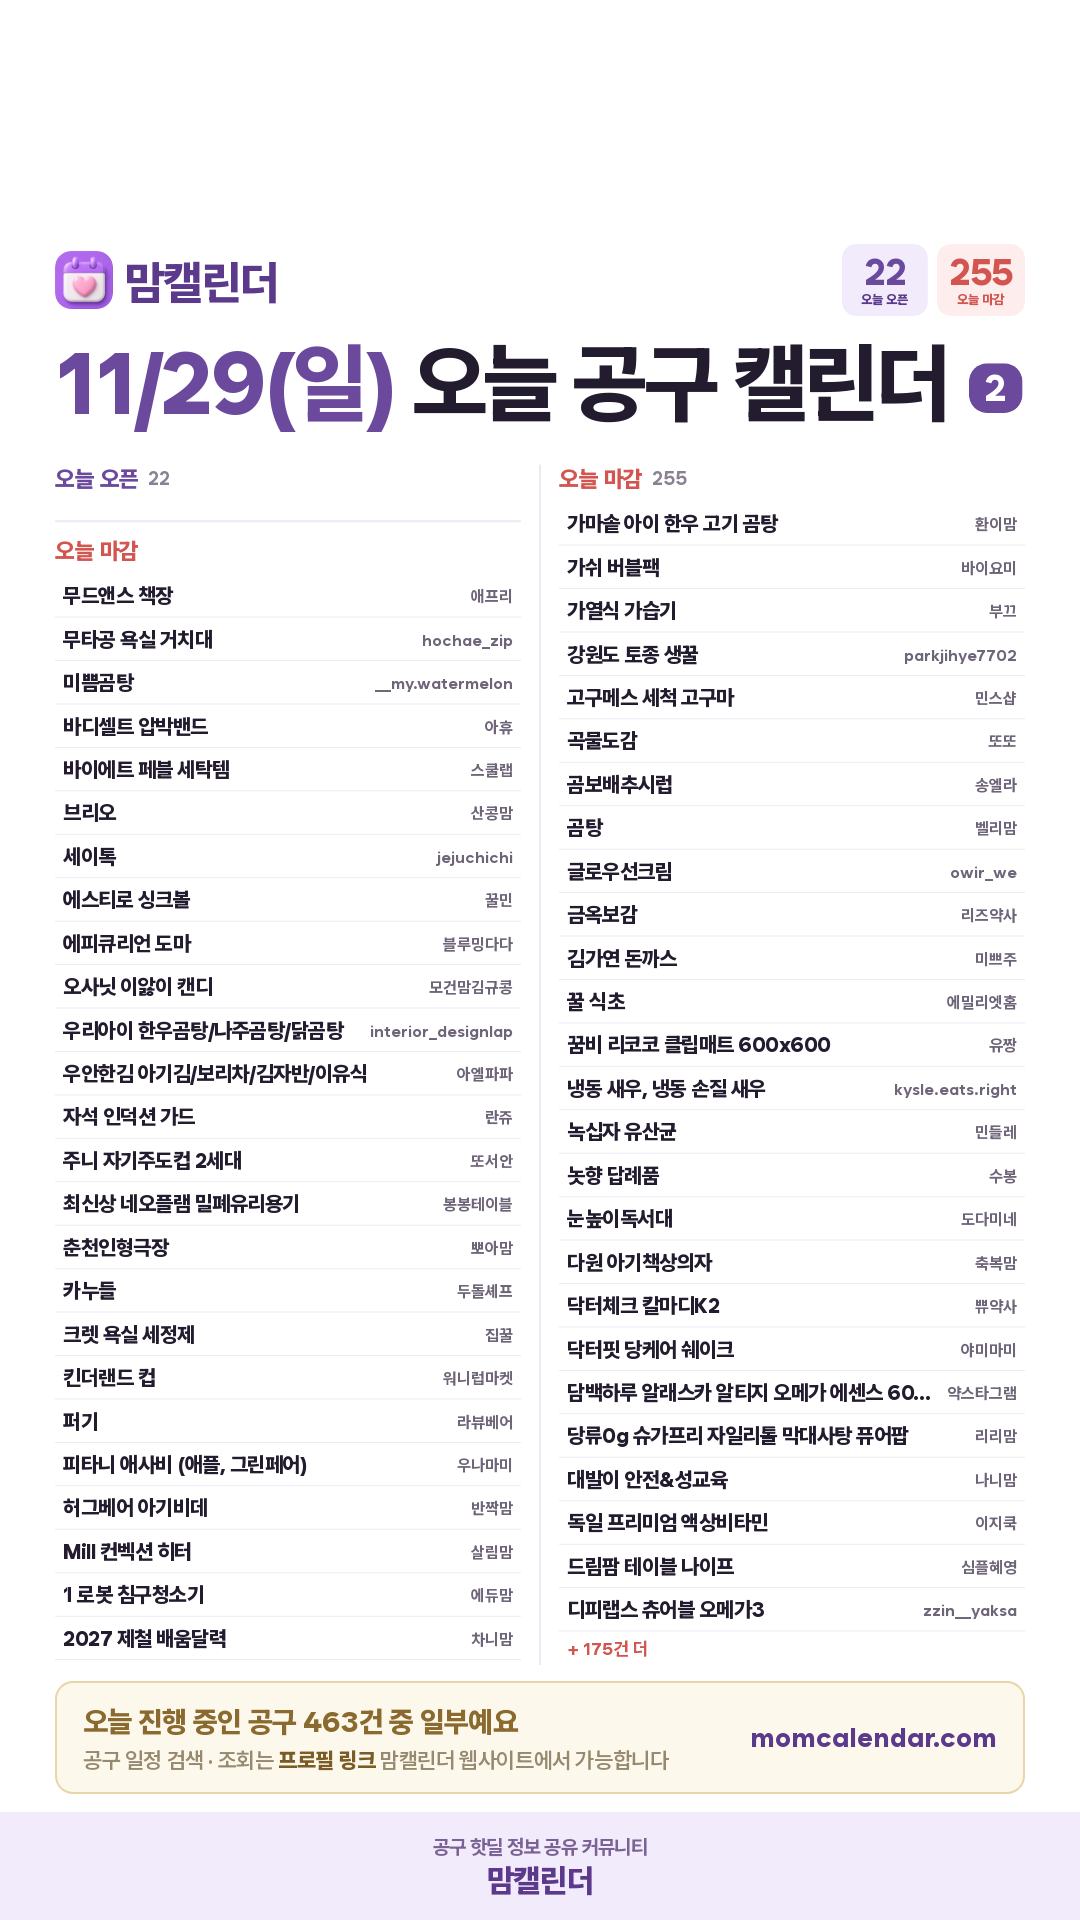 맘캘린더
22
오늘 오픈
255
오늘 마감
11/29(일) 오늘 공구 캘린더 2
오늘 오픈 22
오늘 마감
무드앤스 책장 애프리
무타공 욕실 거치대 hochae_zip
미쁨곰탕 __my.watermelon
바디셀트 압박밴드 아휴
바이에트 페블 세탁템 스쿨랩
브리오 산콩맘
세이톡 jejuchichi
에스티로 싱크볼 꿀민
에피큐리언 도마 블루밍다다
오사닛 이앓이 캔디 모건맘김규콩
우리아이 한우곰탕/나주곰탕/닭곰탕 interior_designlap
우안한김 아기김/보리차/김자반/이유식 아엘파파
자석 인덕션 가드 란쥬
주니 자기주도컵 2세대 또서안
최신상 네오플램 밀폐유리용기 봉봉테이블
춘천인형극장 뽀아맘
카누들 두돌셰프
크렛 욕실 세정제 집꿀
킨더랜드 컵 워니럽마켓
퍼기 라뷰베어
피타니 애사비 (애플, 그린페어) 우나마미
허그베어 아기비데 반짝맘
Mill 컨벡션 히터 살림맘
1 로봇 침구청소기 에듀맘
2027 제철 배움달력 차니맘
오늘 마감 255
가마솥 아이 한우 고기 곰탕 환이맘
가쉬 버블팩 바이요미
가열식 가습기 부끄
강원도 토종 생꿀 parkjihye7702
고구메스 세척 고구마 민스샵
곡물도감 또또
곰보배추시럽 송엘라
곰탕 벨리맘
글로우선크림 owir_we
금옥보감 리즈약사
김가연 돈까스 미쁘주
꿀 식초 에밀리엣홈
꿈비 리코코 클립매트 600x600 유짱
냉동 새우, 냉동 손질 새우 kysle.eats.right
녹십자 유산균 민들레
놋향 답례품 수봉
눈높이독서대 도다미네
다원 아기책상의자 축복맘
닥터체크 칼마디K2 쀼약사
닥터핏 당케어 쉐이크 야미마미
담백하루 알래스카 알티지 오메가 에센스 60... 약스타그램
당류0g 슈가프리 자일리톨 막대사탕 퓨어팝 리리맘
대발이 안전&성교육 나니맘
독일 프리미엄 액상비타민 이지쿡
드림팜 테이블 나이프 심플혜영
디피랩스 츄어블 오메가3 zzin__yaksa
+ 175건 더
오늘 진행 중인 공구 463건 중 일부예요
공구 일정 검색 · 조회는 프로필 링크 맘캘린더 웹사이트에서 가능합니다
momcalendar.com
공구 핫딜 정보 공유 커뮤니티
맘캘린더